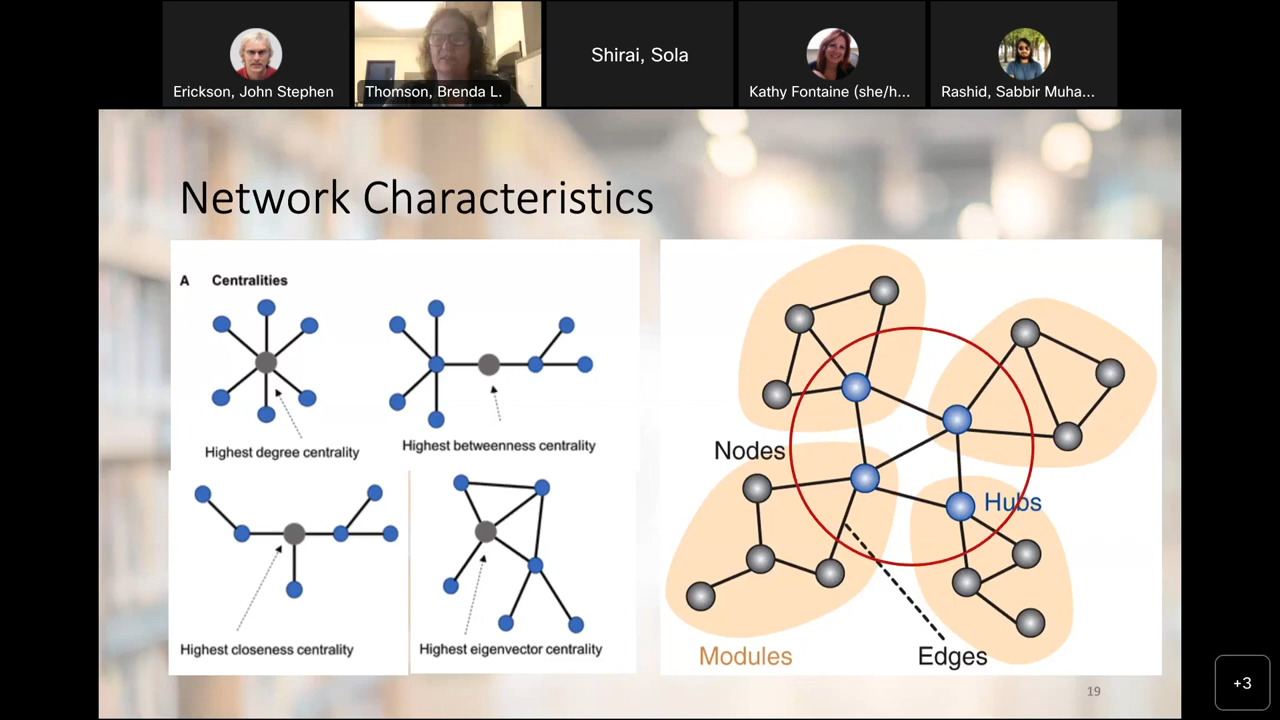 Erickson, John Stephen
Thomson, Brenda L.
Shirai, Sola
Kathy Fontaine (she/h...
Rashid, Sabbir Muha...
Network Characteristics
A Centralities
Highest degree centrality
Highest betweenness centrality
Highest closeness centrality
Highest eigenvector centrality
Nodes
Hubs
Modules
Edges
19
+3